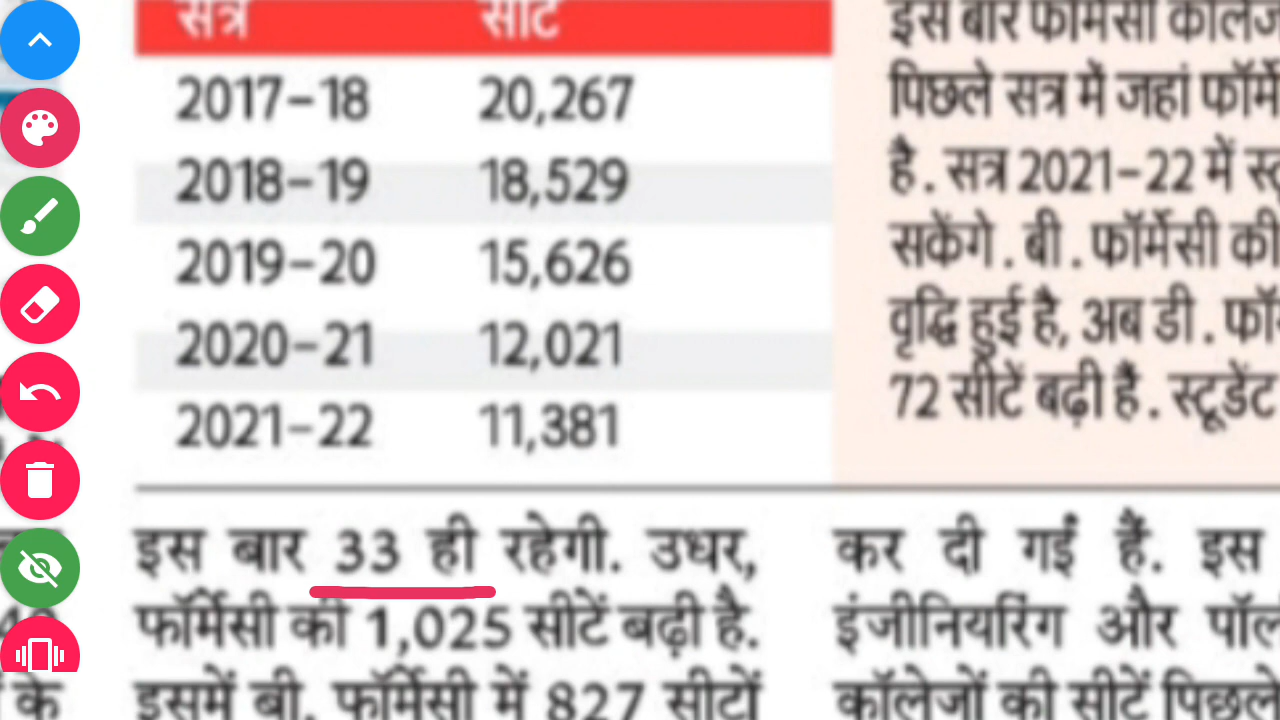 सत्र सीट
2017-18 20,267
2018-19 18,529
2019-20 15,626
2020-21 12,021
2021-22 11,381
इस बार फॉर्मेसी कॉलेज
पिछले सत्र में जहां फॉर्मे
है. सत्र 2021-22 में
सकेंगे. बी. फॉर्मेसी की
वृद्धि हुई है, अब डी. फॉ
72 सीटें बढ़ी है. स्टूडेंट
इस बार 33 ही रहेगी. उधर,
फॉर्मेसी की 1,025 सीटें बढ़ी है.
इसमें बी. फॉर्मेसी में 827 सीटों
कर दी गई हैं. इस
इंजीनियरिंग और पॉल
कॉलेजों की सीटें पिछले
के